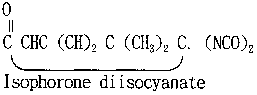 O
||
C CHC (CH)₂ C (CH₃)₂ C. (NCO)₂
Isophorone diisocyanate